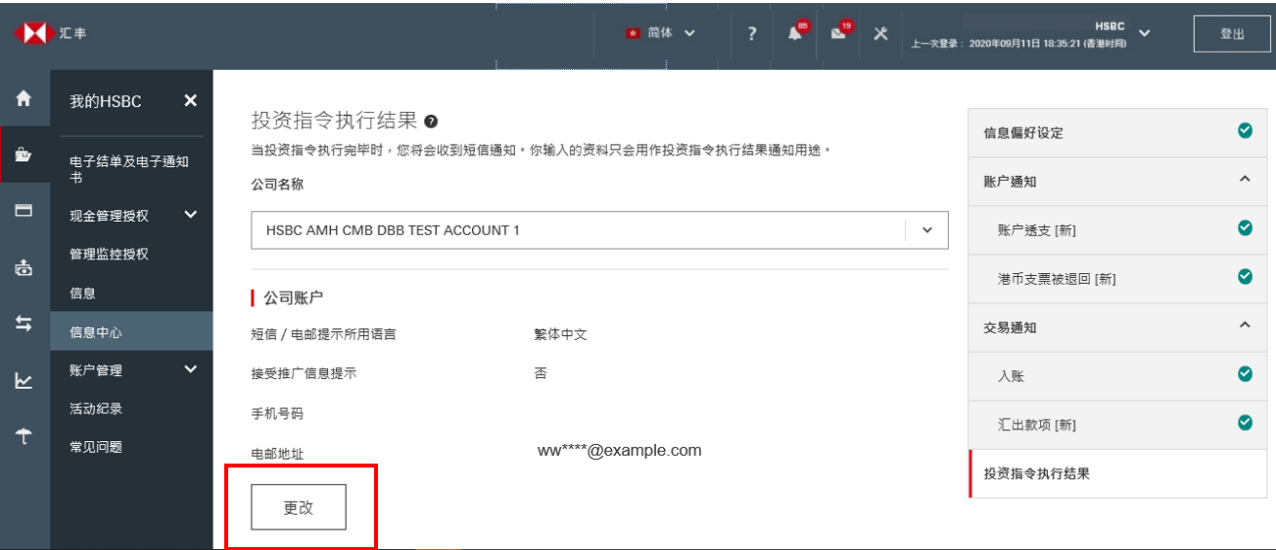 汇丰
简体
?
85
19
HSBC
上一次登录： 2020年09月11日 18:35:21 (香港时间)
登出
我的HSBC
电子结单及电子通知
书
现金管理授权
管理监控授权
信息
信息中心
账户管理
活动纪录
常见问题
投资指令执行结果 ?
当投资指令执行完毕时，您将会收到短信通知。你输入的资料只会用作投资指令执行结果通知用途。
公司名称
HSBC AMH CMB DBB TEST ACCOUNT 1
公司账户
短信 / 电邮提示所用语言 繁体中文
接受推广信息提示 否
手机号码
电邮地址 ww****@example.com
更改
信息偏好设定
账户通知
账户透支 [新]
港币支票被退回 [新]
交易通知
入账
汇出款项 [新]
投资指令执行结果